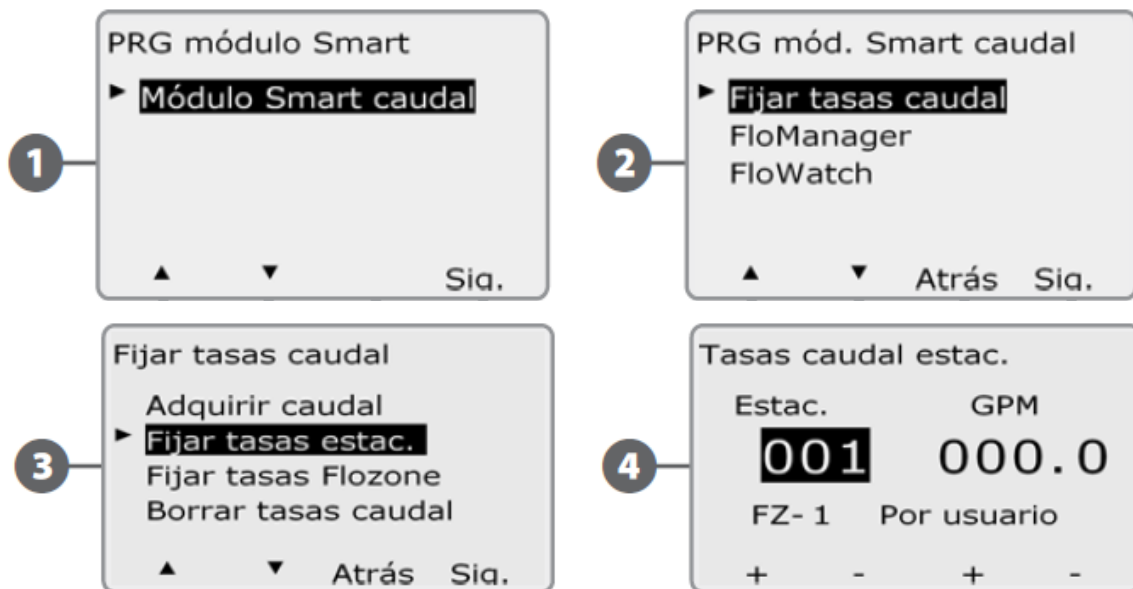 1
PRG módulo Smart
Módulo Smart caudal
Sig.
2
PRG mód. Smart caudal
Fijar tasas caudal
FloManager
FloWatch
Atrás Sig.
3
Fijar tasas caudal
Adquirir caudal
Fijar tasas estac.
Fijar tasas Flozone
Borrar tasas caudal
Atrás Sig.
4
Tasas caudal estac.
Estac. GPM
001 000.0
FZ- 1 Por usuario
+ - + -